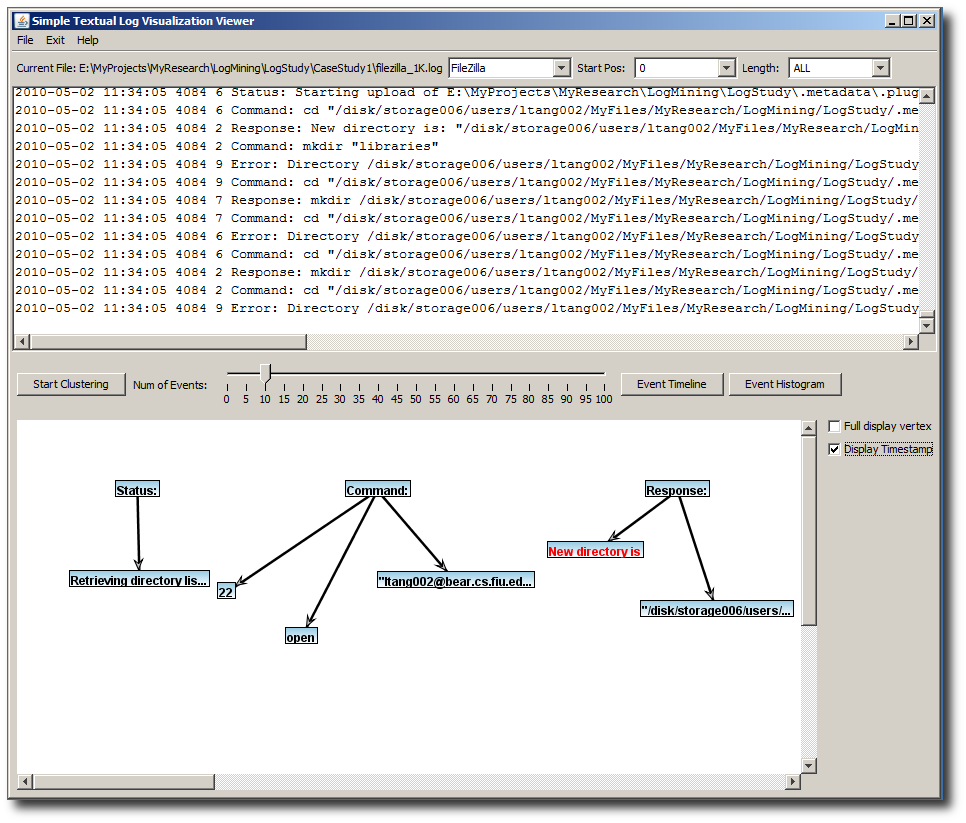 Simple Textual Log Visualization Viewer
File Exit Help
Current File: E:\MyProjects\MyResearch\LogMining\LogStudy\CaseStudy1\filezilla_1K.log FileZilla Start Pos: 0 Length: ALL
2010-05-02 11:34:05 4084 6 Status: Starting upload of E:\MyProjects\MyResearch\LogMining\LogStudy\.metadata\.plug
2010-05-02 11:34:05 4084 6 Command: cd "/disk/storage006/users/ltang002/MyFiles/MyResearch/LogMining/LogStudy/.me
2010-05-02 11:34:05 4084 2 Response: New directory is: "/disk/storage006/users/ltang002/MyFiles/MyResearch/LogMin
2010-05-02 11:34:05 4084 2 Command: mkdir "libraries"
2010-05-02 11:34:05 4084 9 Error: Directory /disk/storage006/users/ltang002/MyFiles/MyResearch/LogMining/LogStudy
2010-05-02 11:34:05 4084 9 Command: cd "/disk/storage006/users/ltang002/MyFiles/MyResearch/LogMining/LogStudy/.me
2010-05-02 11:34:05 4084 7 Response: mkdir /disk/storage006/users/ltang002/MyFiles/MyResearch/LogMining/LogStudy/
2010-05-02 11:34:05 4084 7 Command: cd "/disk/storage006/users/ltang002/MyFiles/MyResearch/LogMining/LogStudy/.me
2010-05-02 11:34:05 4084 6 Error: Directory /disk/storage006/users/ltang002/MyFiles/MyResearch/LogMining/LogStudy
2010-05-02 11:34:05 4084 6 Command: cd "/disk/storage006/users/ltang002/MyFiles/MyResearch/LogMining/LogStudy/.me
2010-05-02 11:34:05 4084 2 Response: mkdir /disk/storage006/users/ltang002/MyFiles/MyResearch/LogMining/LogStudy/
2010-05-02 11:34:05 4084 2 Command: cd "/disk/storage006/users/ltang002/MyFiles/MyResearch/LogMining/LogStudy/.me
2010-05-02 11:34:05 4084 9 Error: Directory /disk/storage006/users/ltang002/MyFiles/MyResearch/LogMining/LogStudy
Start Clustering Num of Events: Event Timeline Event Histogram
0 5 10 15 20 25 30 35 40 45 50 55 60 65 70 75 80 85 90 95 100
Full display vertex
Display Timestamp
Status: Command: Response:
New directory is
Retrieving directory lis... "ltang002@bear.cs.fiu.ed...
22
"/disk/storage006/users/...
open